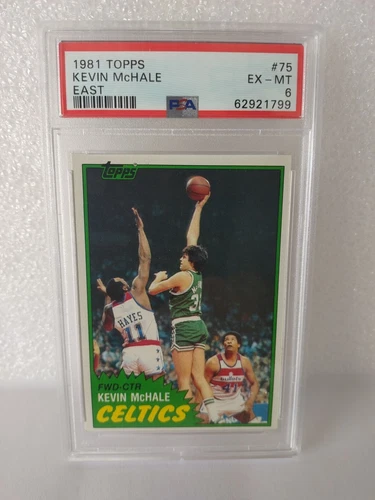 1981 TOPPS #75
KEVIN McHALE EX - MT
EAST 6
PSA 62921799
topps
HAYES
11
FWD-CTR
KEVIN McHALE
CELTICS